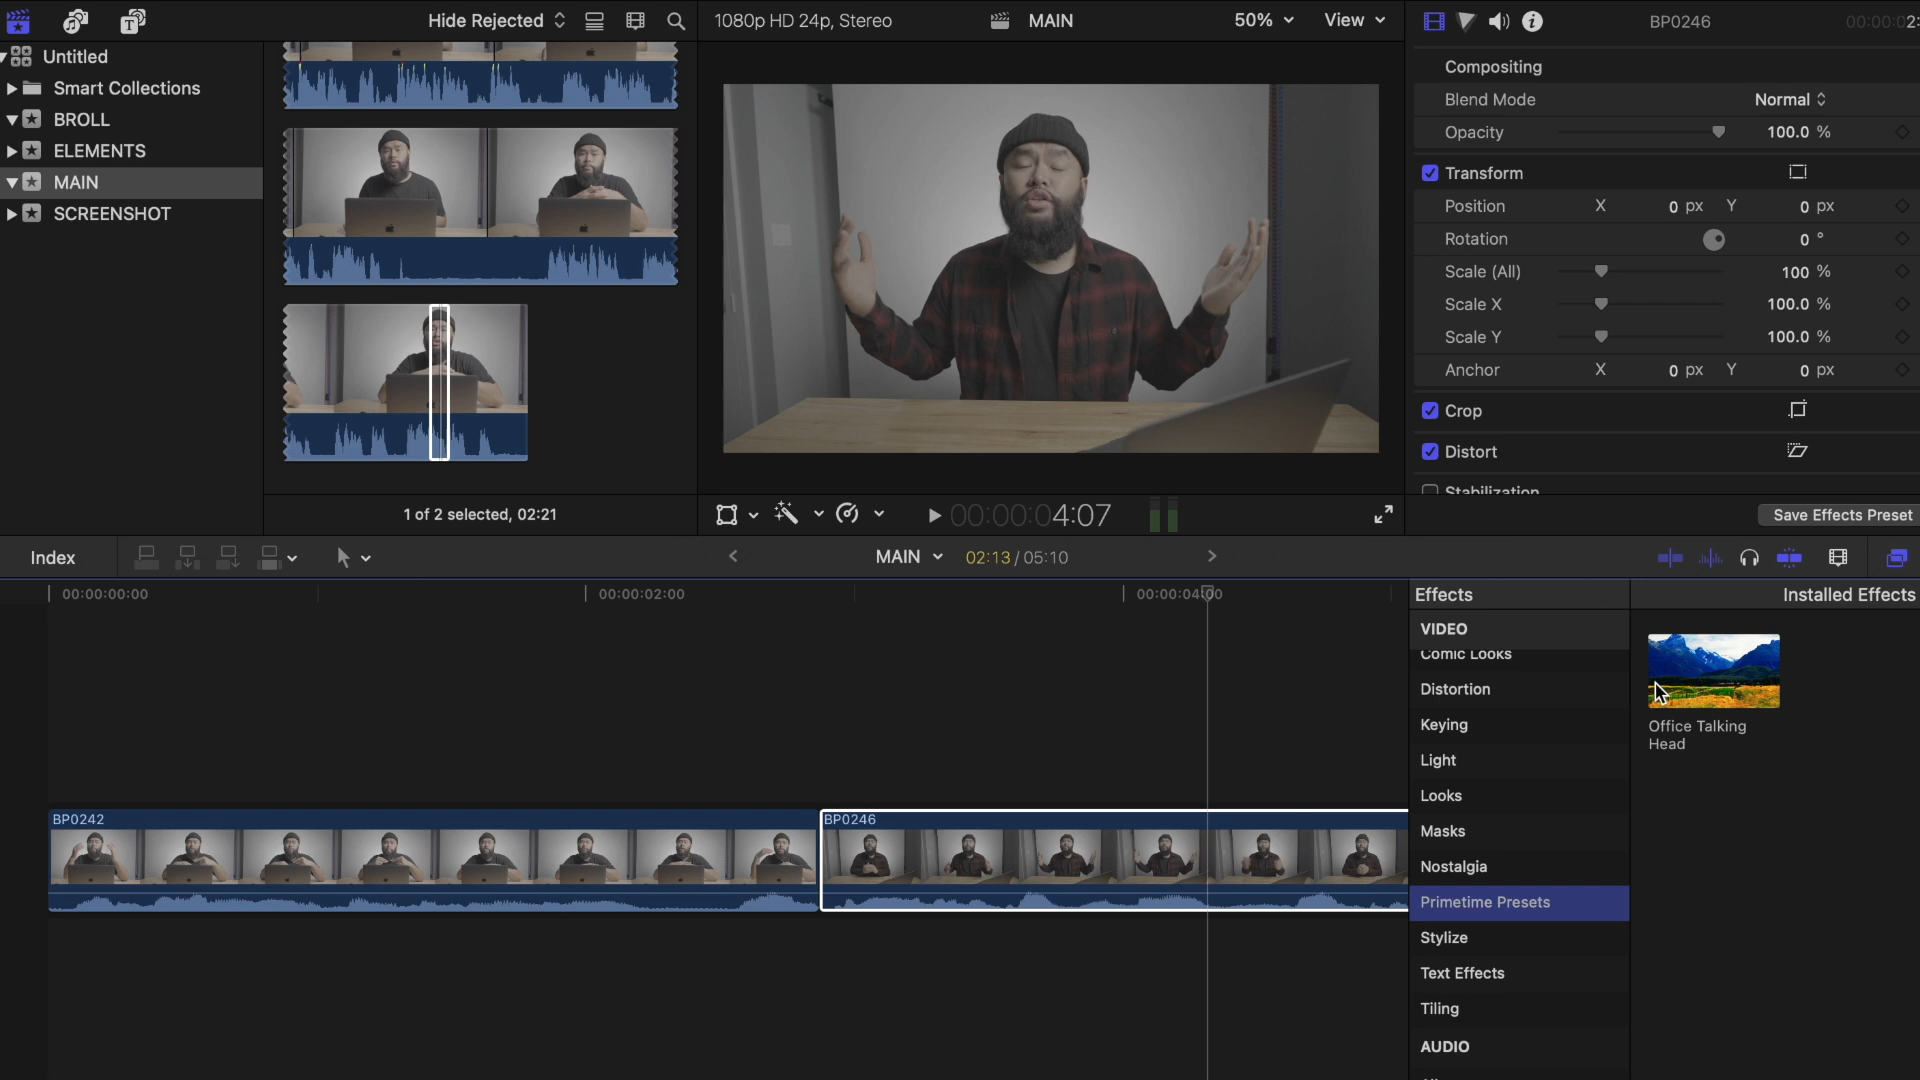 Hide Rejected
1080p HD 24p, Stereo
MAIN
50%
View
BP0246
00:00:02:
Untitled
Smart Collections
BROLL
ELEMENTS
MAIN
SCREENSHOT
1 of 2 selected, 02:21
00:00:04:07
Compositing
Blend Mode
Normal
Opacity
100.0 %
Transform
Position
X
0 px
Y
0 px
Rotation
0 °
Scale (All)
100 %
Scale X
100.0 %
Scale Y
100.0 %
Anchor
X
0 px
Y
0 px
Crop
Distort
Stabilization
Save Effects Preset
Index
MAIN
02:13 / 05:10
00:00:00:00
00:00:02:00
00:00:04:00
BP0242
BP0246
Effects
Installed Effects
VIDEO
Comic Looks
Distortion
Keying
Light
Looks
Masks
Nostalgia
Primetime Presets
Stylize
Text Effects
Tiling
AUDIO
Office Talking
Head